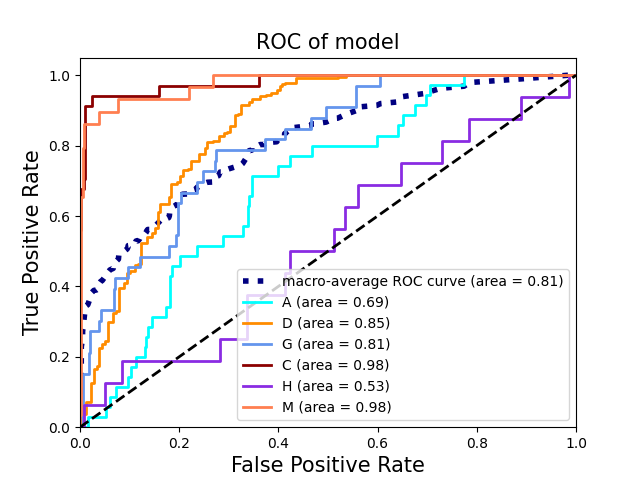 ROC of model
True Positive Rate
1.0
0.8
0.6
0.4
0.2
0.0
macro-average ROC curve (area = 0.81)
A (area = 0.69)
D (area = 0.85)
G (area = 0.81)
C (area = 0.98)
H (area = 0.53)
M (area = 0.98)
0.0 0.2 0.4 0.6 0.8 1.0
False Positive Rate